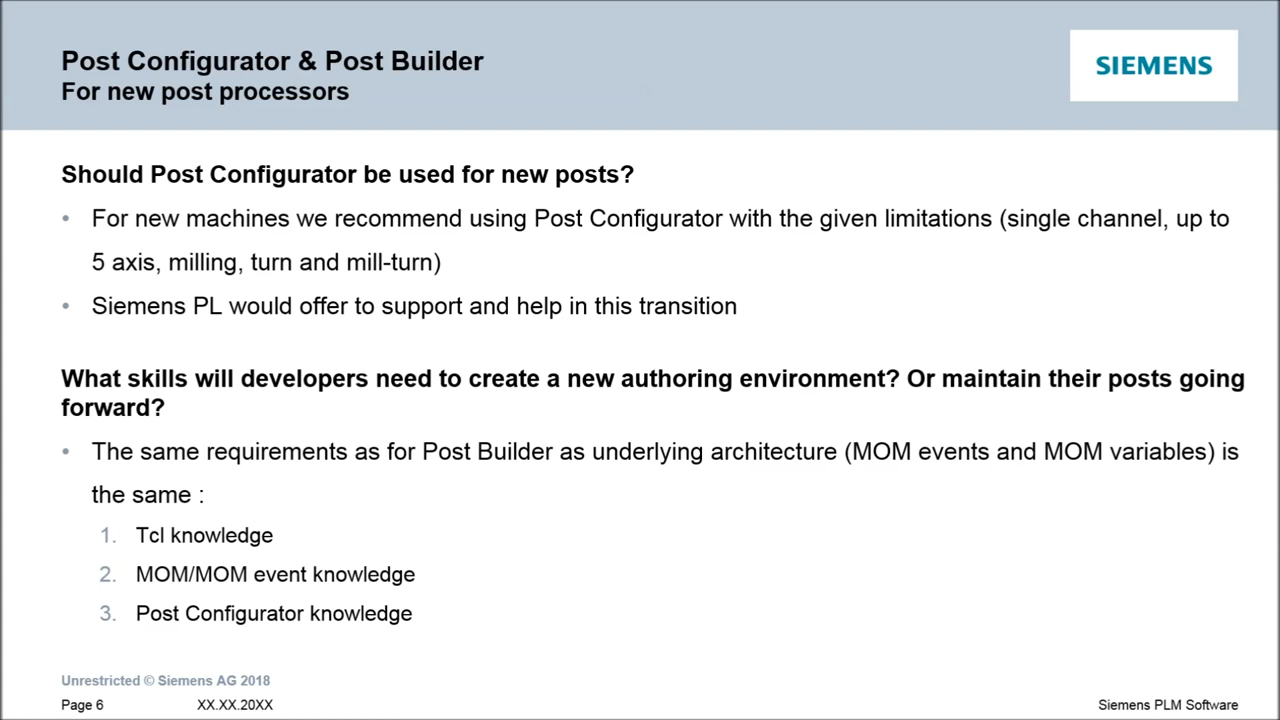 Post Configurator & Post Builder
For new post processors
SIEMENS
Should Post Configurator be used for new posts?
• For new machines we recommend using Post Configurator with the given limitations (single channel, up to
5 axis, milling, turn and mill-turn)
• Siemens PL would offer to support and help in this transition
What skills will developers need to create a new authoring environment? Or maintain their posts going
forward?
• The same requirements as for Post Builder as underlying architecture (MOM events and MOM variables) is
the same :
1. Tcl knowledge
2. MOM/MOM event knowledge
3. Post Configurator knowledge
Unrestricted © Siemens AG 2018
Page 6 XX.XX.20XX Siemens PLM Software